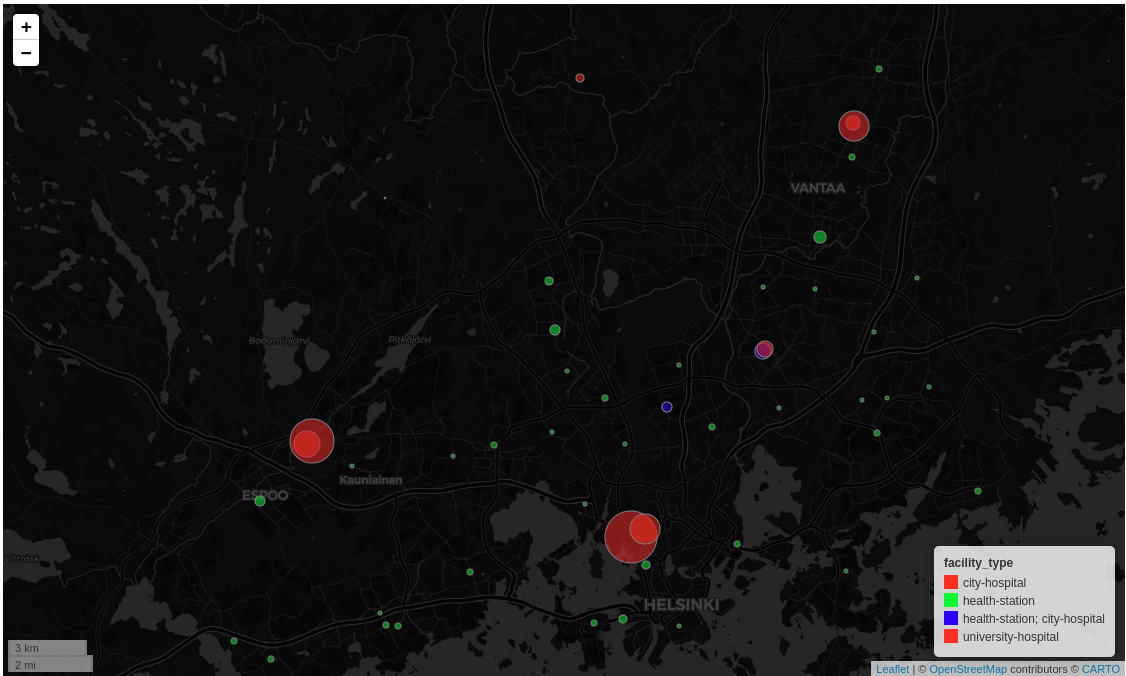 +
−
VANTAA
Bodominjärvi
Pitkäjärvi
Kauniainen
ESPOO
Vitträsk
HELSINKI
facility_type
city-hospital
health-station
health-station; city-hospital
university-hospital
3 km
2 mi
Leaflet | © OpenStreetMap contributors © CARTO